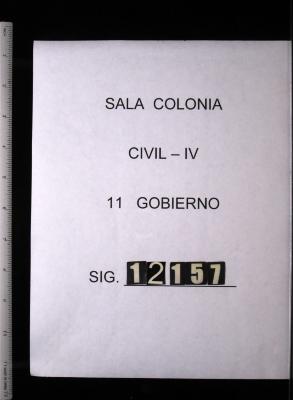 SALA COLONIA
CIVIL – IV
11 GOBIERNO
SIG. 12157